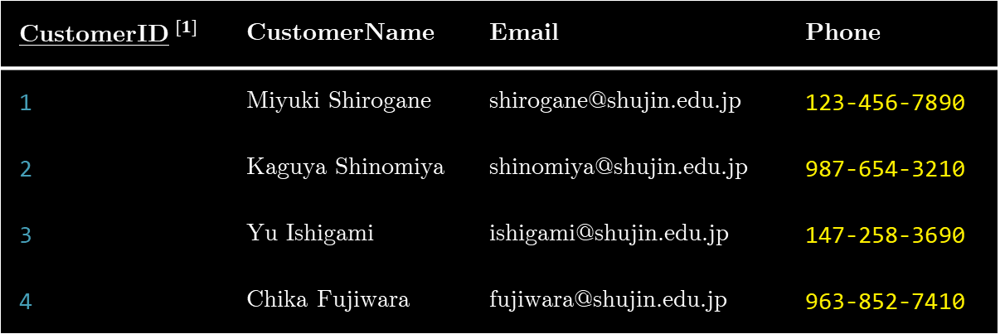 CustomerID [1] CustomerName Email Phone
1 Miyuki Shirogane shirogane@shujin.edu.jp 123-456-7890
2 Kaguya Shinomiya shinomiya@shujin.edu.jp 987-654-3210
3 Yu Ishigami ishigami@shujin.edu.jp 147-258-3690
4 Chika Fujiwara fujiwara@shujin.edu.jp 963-852-7410